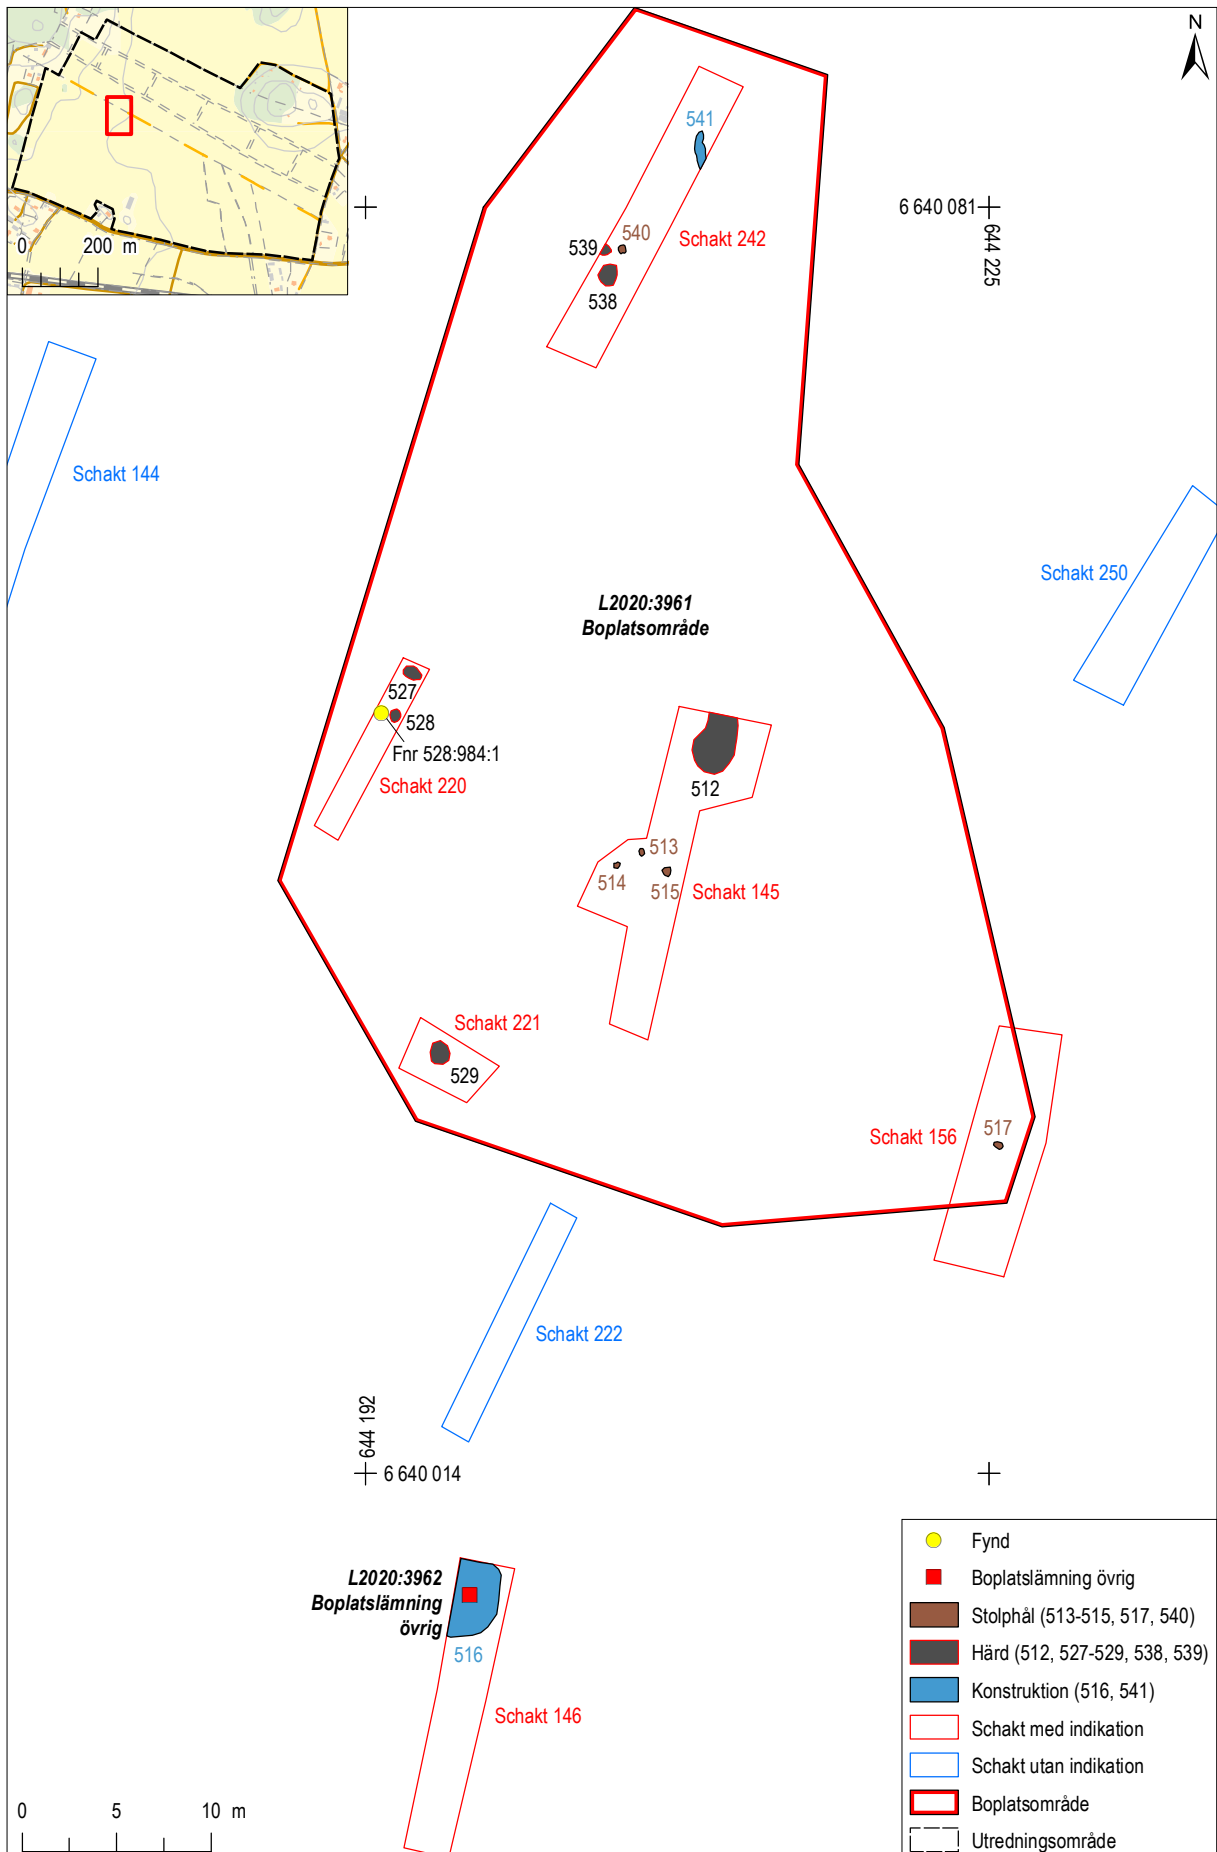 N
0
200 m
541
6 640 081
644 225
540
539
Schakt 242
538
Schakt 144
Schakt 250
L2020:3961
Boplatsområde
527
528
Fnr 528:984:1
Schakt 220
512
513
514
515
Schakt 145
Schakt 221
529
517
Schakt 156
Schakt 222
644 192
6 640 014
L2020:3962
Boplatslämning
övrig
516
Schakt 146
Fynd
Boplatslämning övrig
Stolphål (513-515, 517, 540)
Härd (512, 527-529, 538, 539)
Konstruktion (516, 541)
Schakt med indikation
Schakt utan indikation
Boplatsområde
Utredningsområde
0 5 10 m